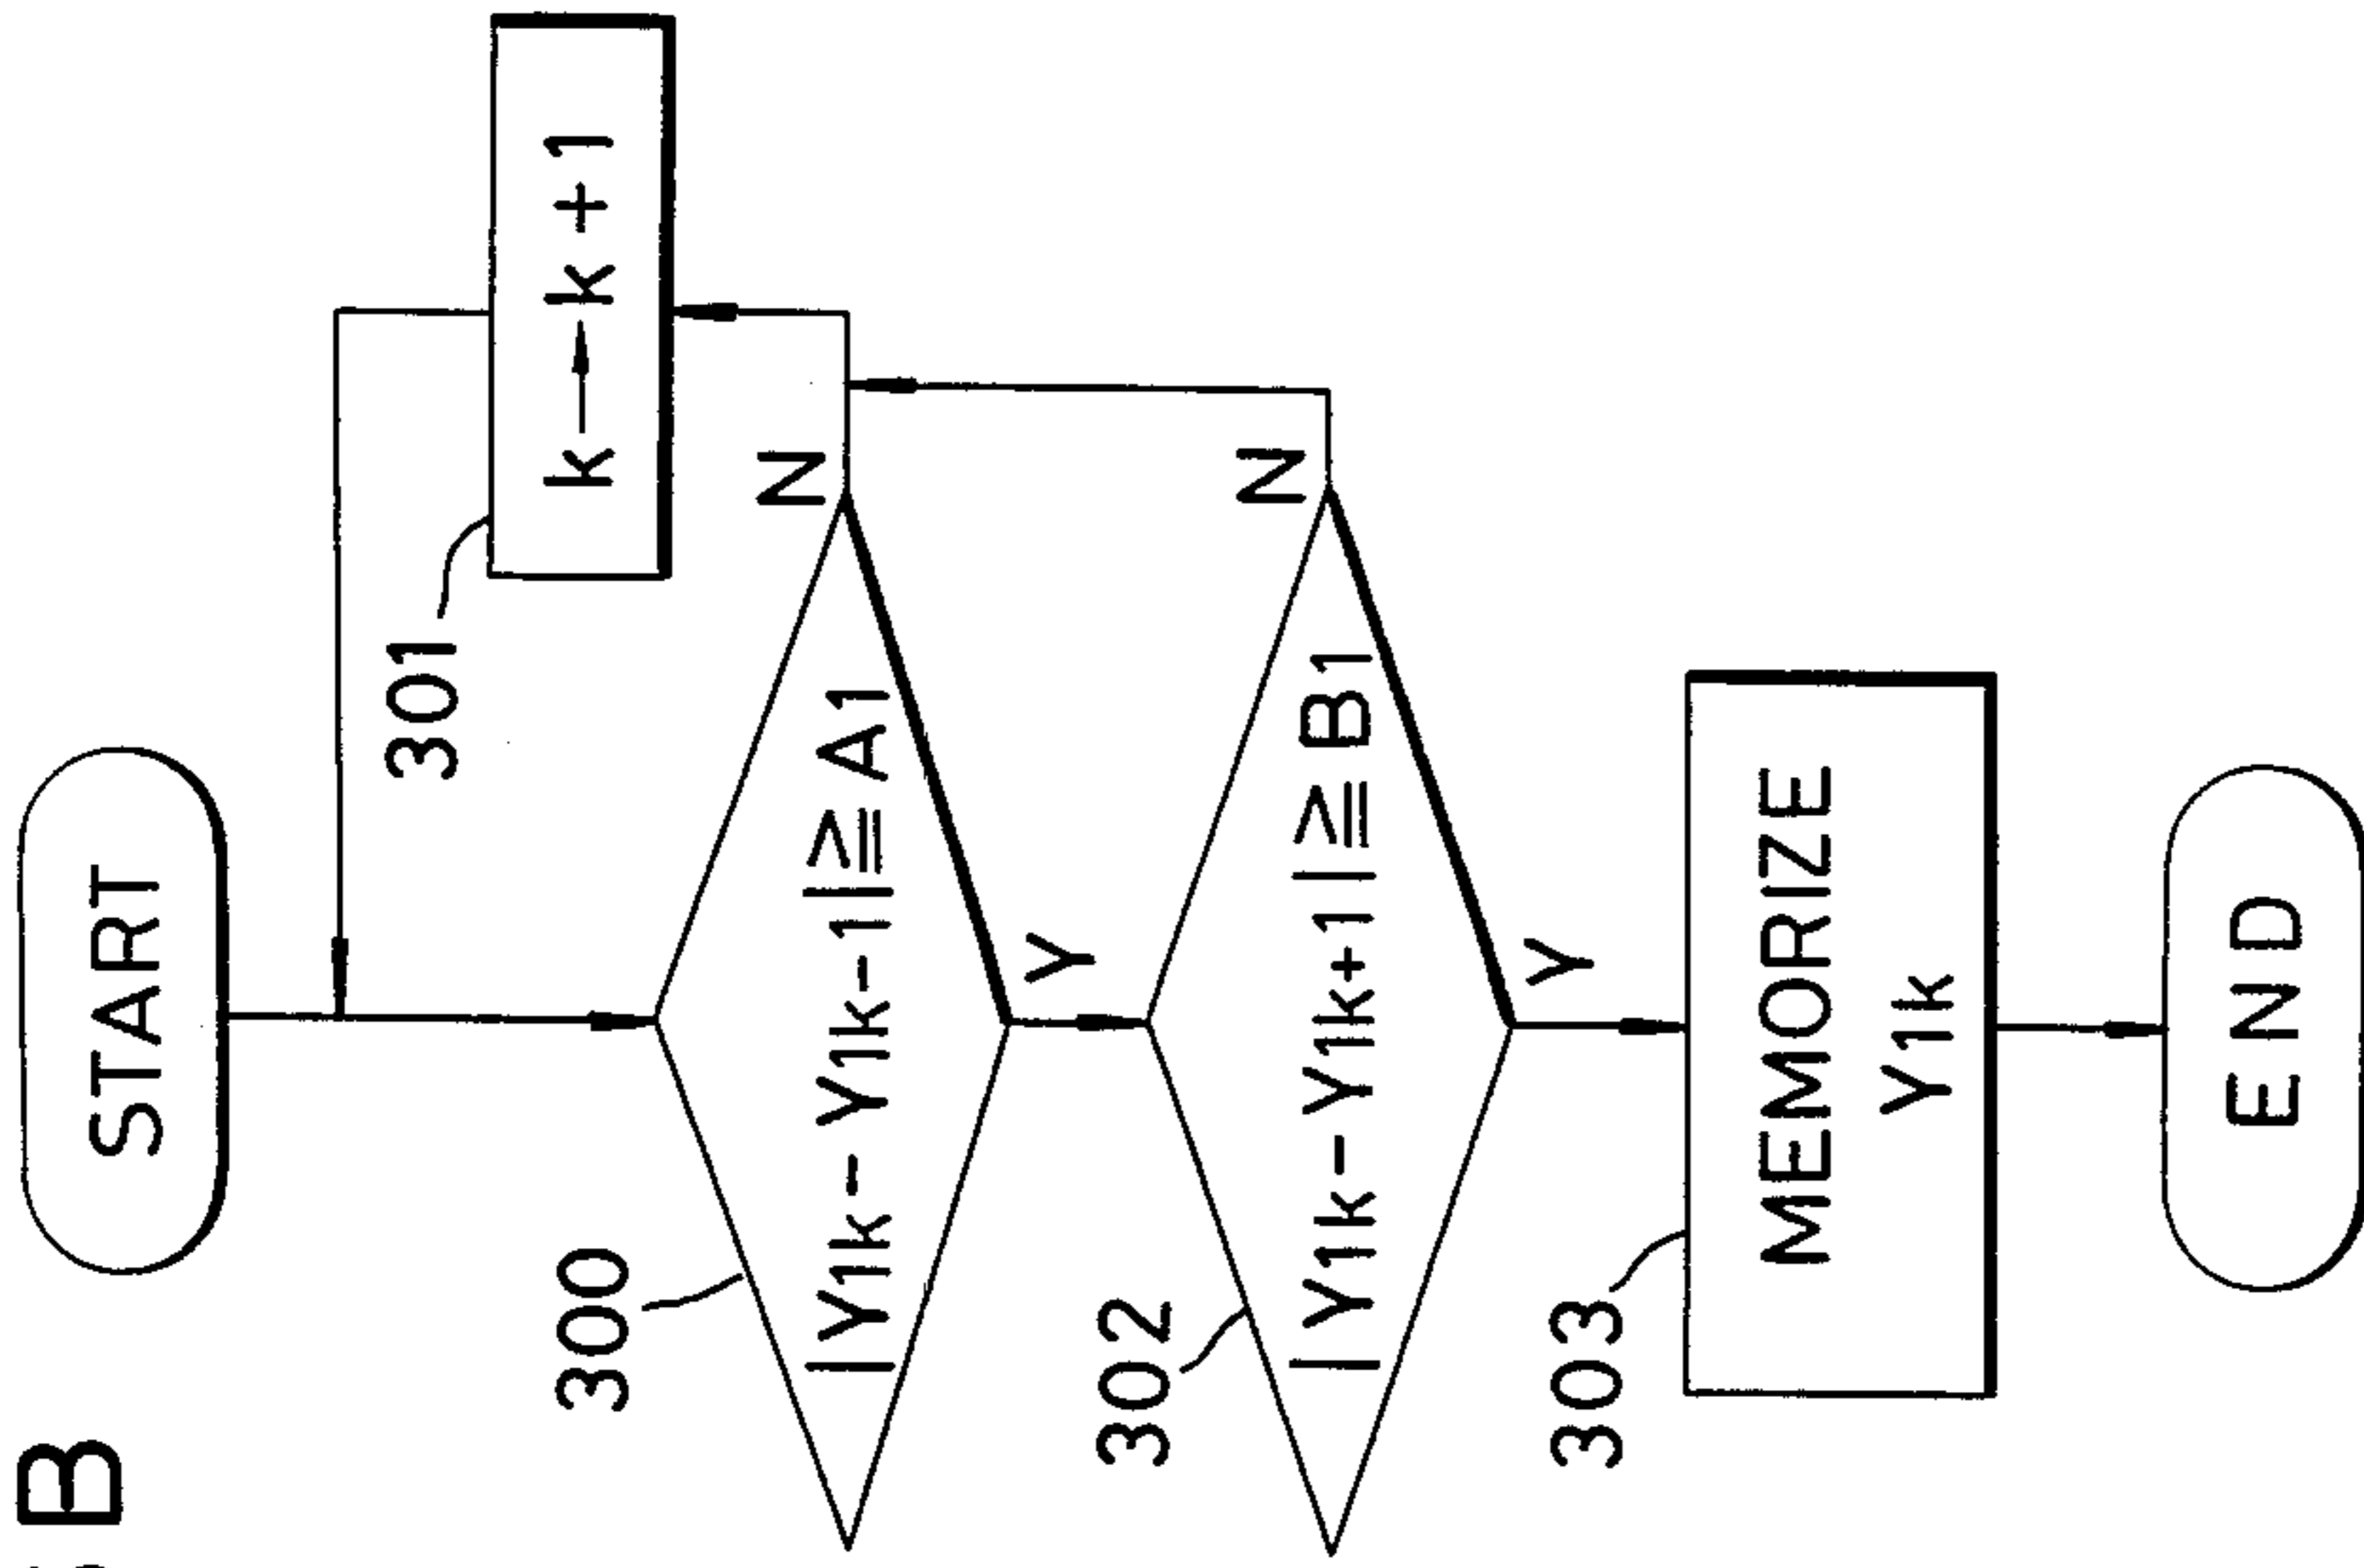 B
START
301
k→k+1
300
|Y1k-Y1k-1|≧A1
N
Y
302
|Y1k-Y1k+1|≧B1
N
Y
303
MEMORIZE
Y1k
END